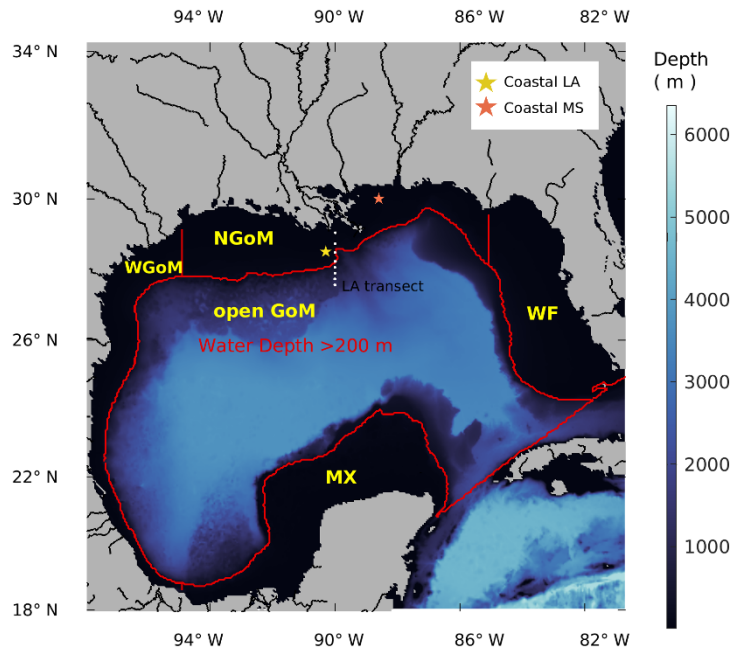 94° W 90° W 86° W 82° W
34° N
Depth
( m )
Coastal LA
Coastal MS
6000
30° N
5000
NGoM
WGoM
4000
LA transect
open GoM
WF
26° N
Water Depth >200 m
3000
22° N
MX
2000
1000
18° N
94° W 90° W 86° W 82° W